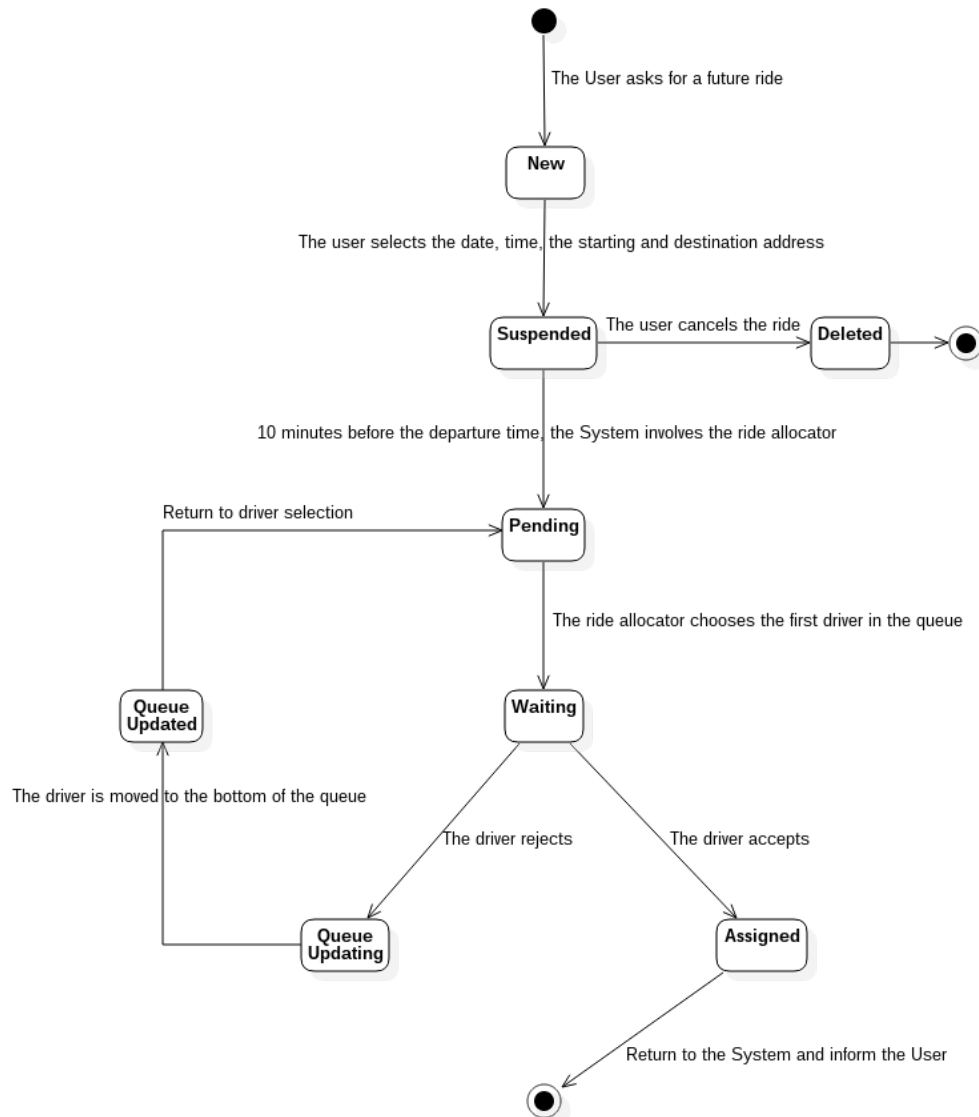 The User asks for a future ride
New
The user selects the date, time, the starting and destination address
Suspended
The user cancels the ride
Deleted
10 minutes before the departure time, the System involves the ride allocator
Return to driver selection
Pending
The ride allocator chooses the first driver in the queue
Queue
Updated
Waiting
The driver is moved to the bottom of the queue
The driver rejects
The driver accepts
Queue
Updating
Assigned
Return to the System and inform the User